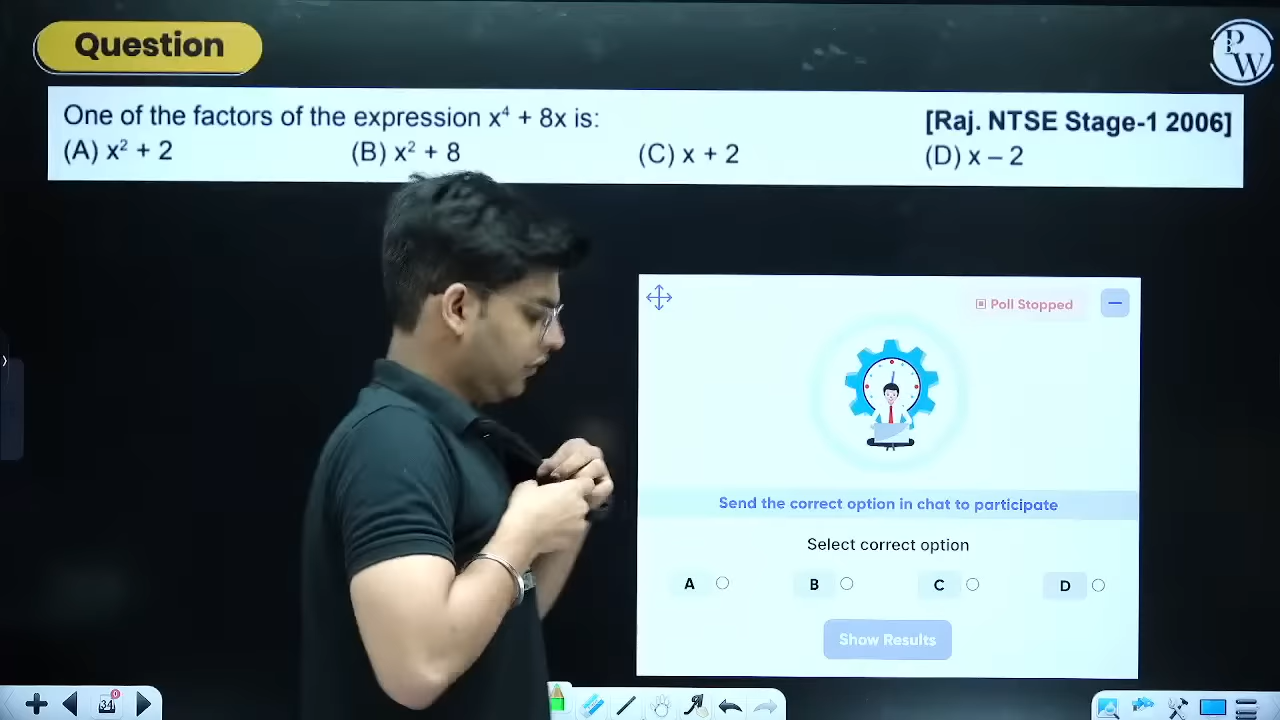 Question
PW
One of the factors of the expression x⁴ + 8x is: [Raj. NTSE Stage-1 2006]
(A) x² + 2 (B) x² + 8 (C) x + 2 (D) x – 2
Poll Stopped
Send the correct option in chat to participate
Select correct option
A B C D
Show Results
34 0